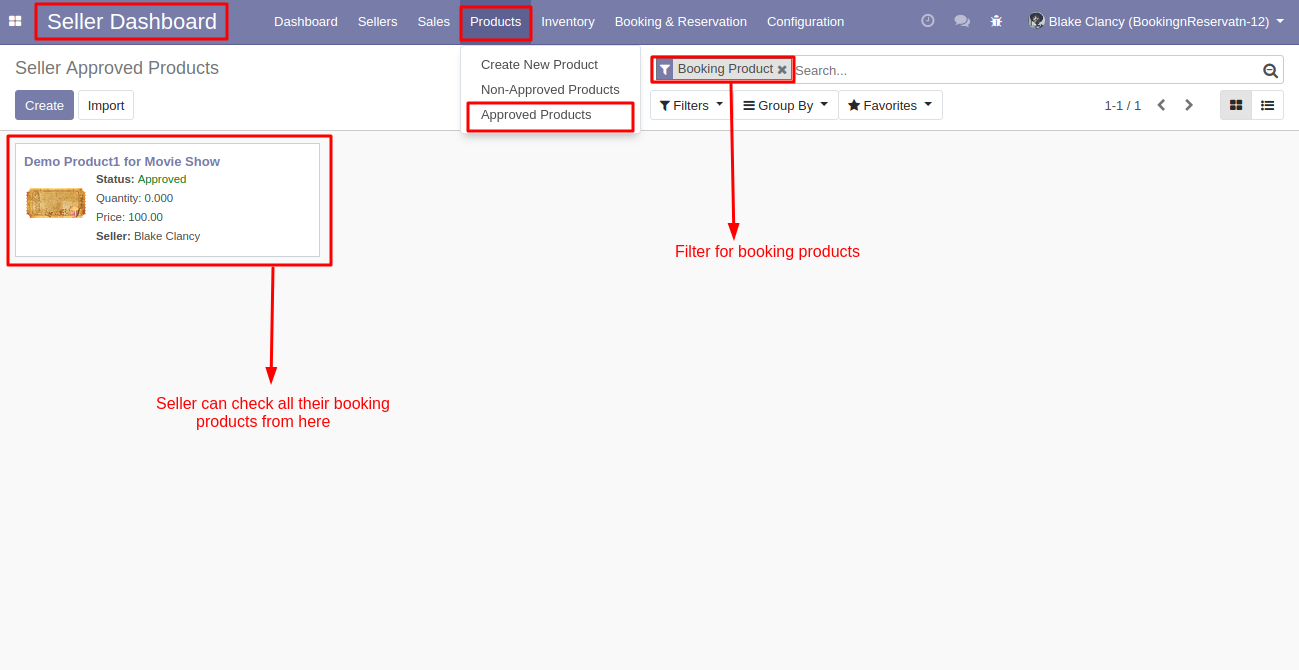 Seller Dashboard
Dashboard Sellers Sales Products Inventory Booking & Reservation Configuration
Blake Clancy (BookingnReservatn-12)
Seller Approved Products
Create New Product
Non-Approved Products
Approved Products
Booking Product
Search...
Create Import
Filters Group By Favorites
1-1 / 1
Demo Product1 for Movie Show
Status: Approved
Quantity: 0.000
Price: 100.00
Seller: Blake Clancy
Filter for booking products
Seller can check all their booking
products from here